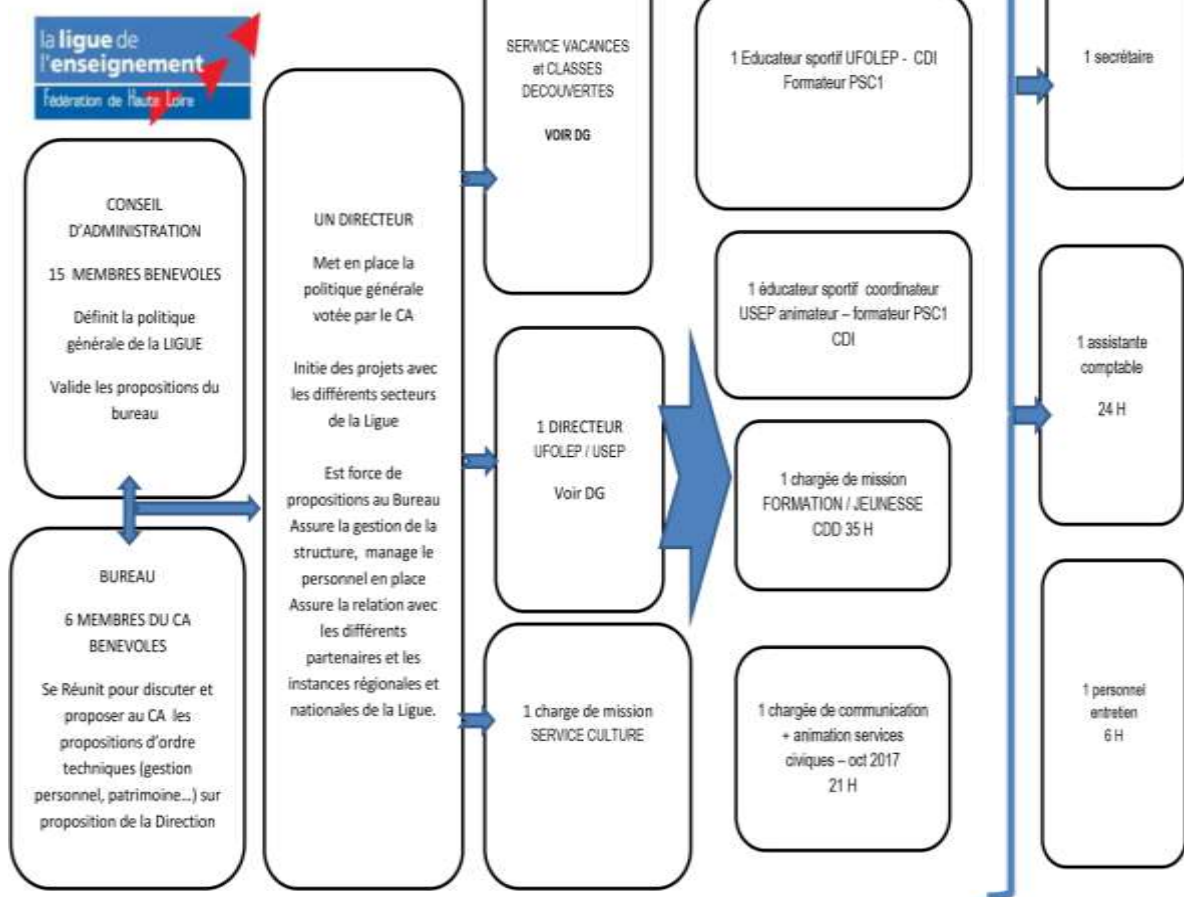 la ligue de
l'enseignement
Fédération de Haute Loire
CONSEIL
D'ADMINISTRATION
15 MEMBRES BENEVOLES
Définit la politique
générale de la LIGUE
Valide les propositions du
bureau
BUREAU
6 MEMBRES DU CA
BENEVOLES
Se Réunit pour discuter et
proposer au CA les
propositions d'ordre
techniques (gestion
personnel, patrimoine...) sur
proposition de la Direction
UN DIRECTEUR
Met en place la
politique générale
votée par le CA
Initie des projets avec
les différents secteurs
de la Ligue
Est force de
propositions au Bureau
Assure la gestion de la
structure, manage le
personnel en place
Assure la relation avec
les différents
partenaires et les
instances régionales et
nationales de la Ligue.
SERVICE VACANCES
et CLASSES
DECOUVERTES
VOIR DG
1 DIRECTEUR
UFOLEP / USEP
Voir DG
1 charge de mission
SERVICE CULTURE
1 Educateur sportif UFOLEP - CDI
Formateur PSC1
1 éducateur sportif coordinateur
USEP animateur – formateur PSC1
CDI
1 chargée de mission
FORMATION / JEUNESSE
CDD 35 H
1 chargée de communication
+ animation services
civiques – oct 2017
21 H
1 secrétaire
1 assistante
comptable
24 H
1 personnel
entretien
6 H